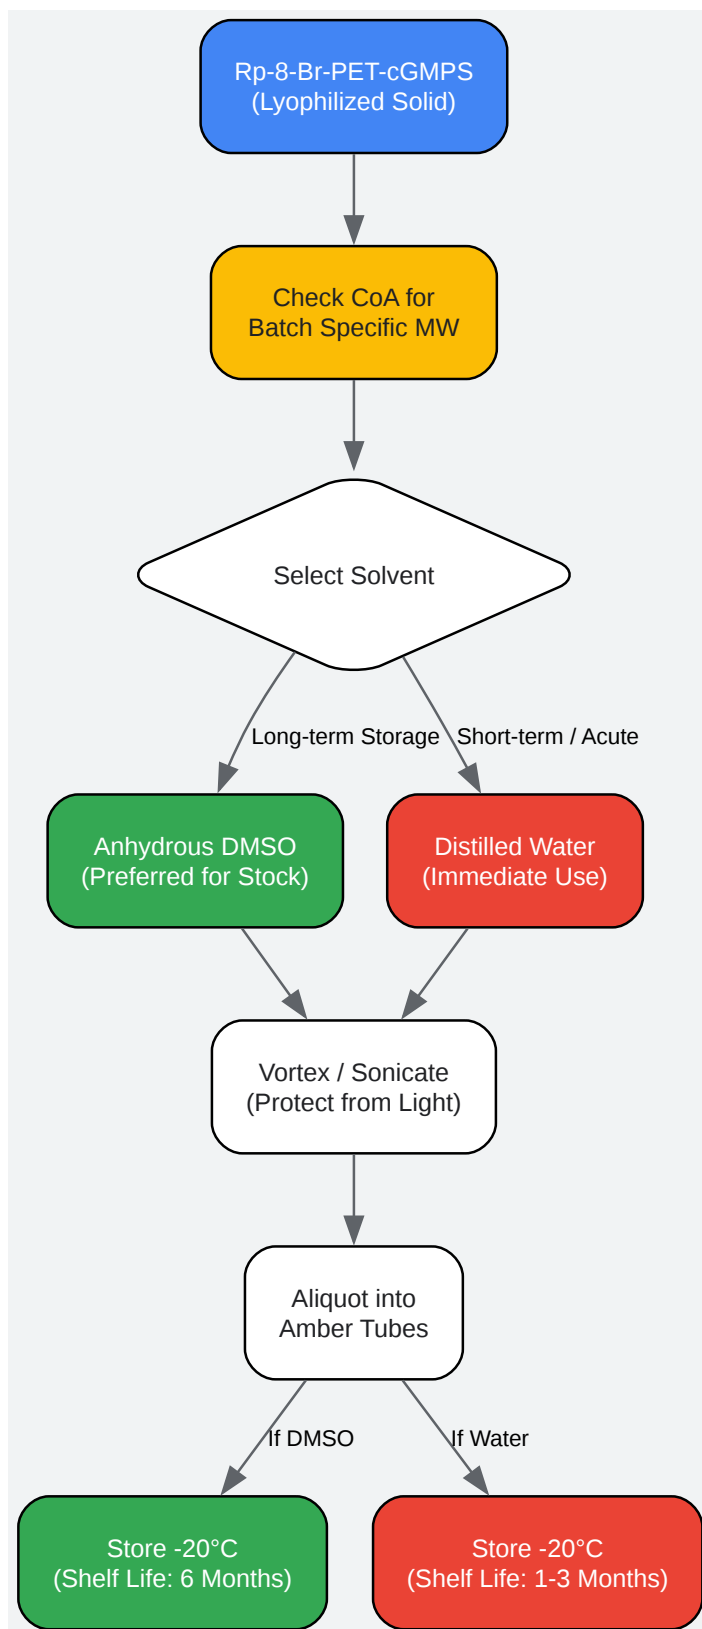 Rp-8-Br-PET-cGMPS
(Lyophilized Solid)
Check CoA for
Batch Specific MW
Select Solvent
Long-term Storage
Short-term / Acute
Anhydrous DMSO
(Preferred for Stock)
Distilled Water
(Immediate Use)
Vortex / Sonicate
(Protect from Light)
Aliquot into
Amber Tubes
If DMSO
If Water
Store -20°C
(Shelf Life: 6 Months)
Store -20°C
(Shelf Life: 1-3 Months)